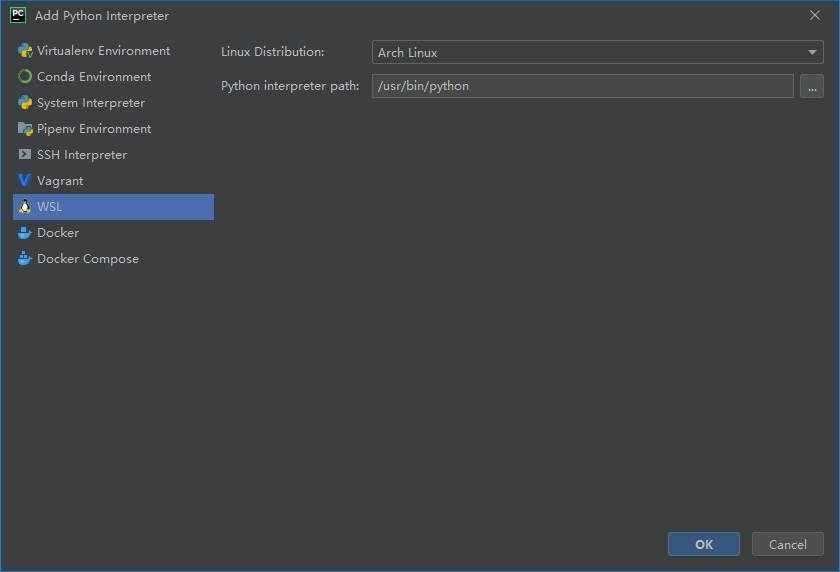 PC Add Python Interpreter
Virtualenv Environment
Conda Environment
System Interpreter
Pipenv Environment
SSH Interpreter
Vagrant
WSL
Docker
Docker Compose
Linux Distribution: Arch Linux
Python interpreter path: /usr/bin/python ...
OK Cancel